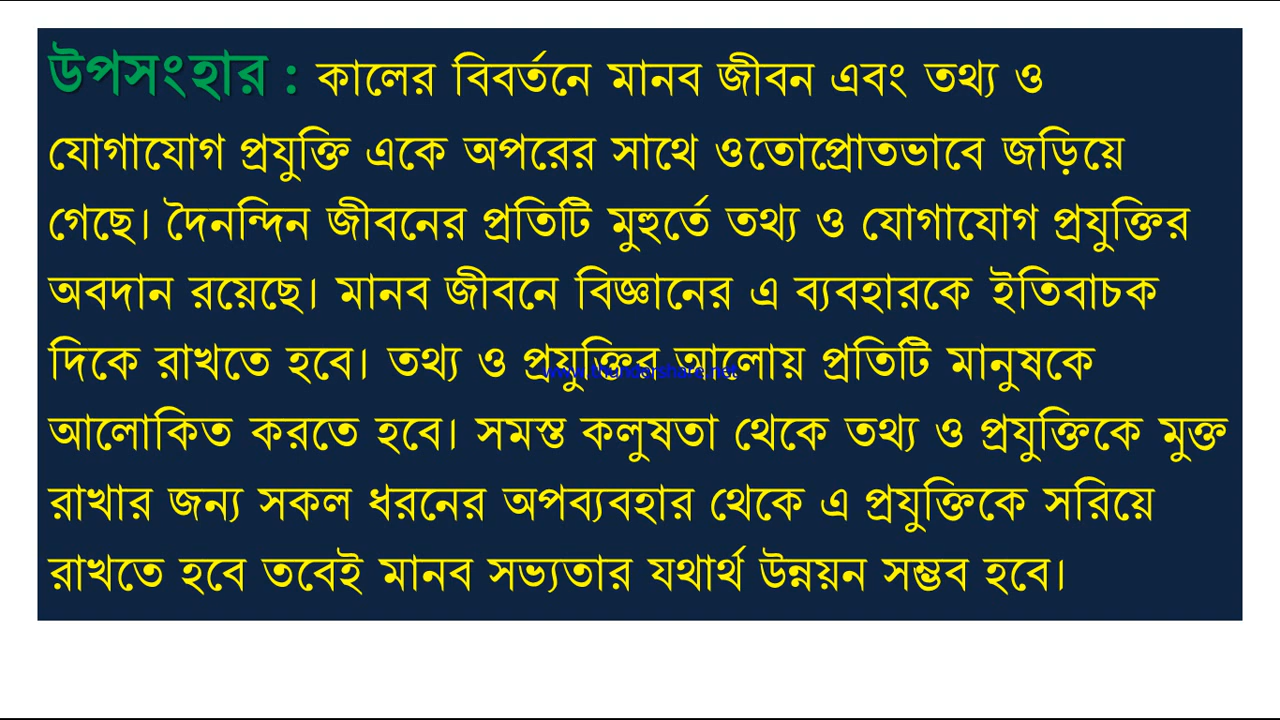 উপসংহার : কালের বিবর্তনে মানব জীবন এবং তথ্য ও
যোগাযোগ প্রযুক্তি একে অপরের সাথে ওতোপ্রোতভাবে জড়িয়ে
গেছে। দৈনন্দিন জীবনের প্রতিটি মুহুর্তে তথ্য ও যোগাযোগ প্রযুক্তির
অবদান রয়েছে। মানব জীবনে বিজ্ঞানের এ ব্যবহারকে ইতিবাচক
দিকে রাখতে হবে। তথ্য ও প্রযুক্তির আলোয় প্রতিটি মানুষকে
আলোকিত করতে হবে। সমস্ত কলুষতা থেকে তথ্য ও প্রযুক্তিকে মুক্ত
রাখার জন্য সকল ধরনের অপব্যবহার থেকে এ প্রযুক্তিকে সরিয়ে
রাখতে হবে তবেই মানব সভ্যতার যথার্থ উন্নয়ন সম্ভব হবে।